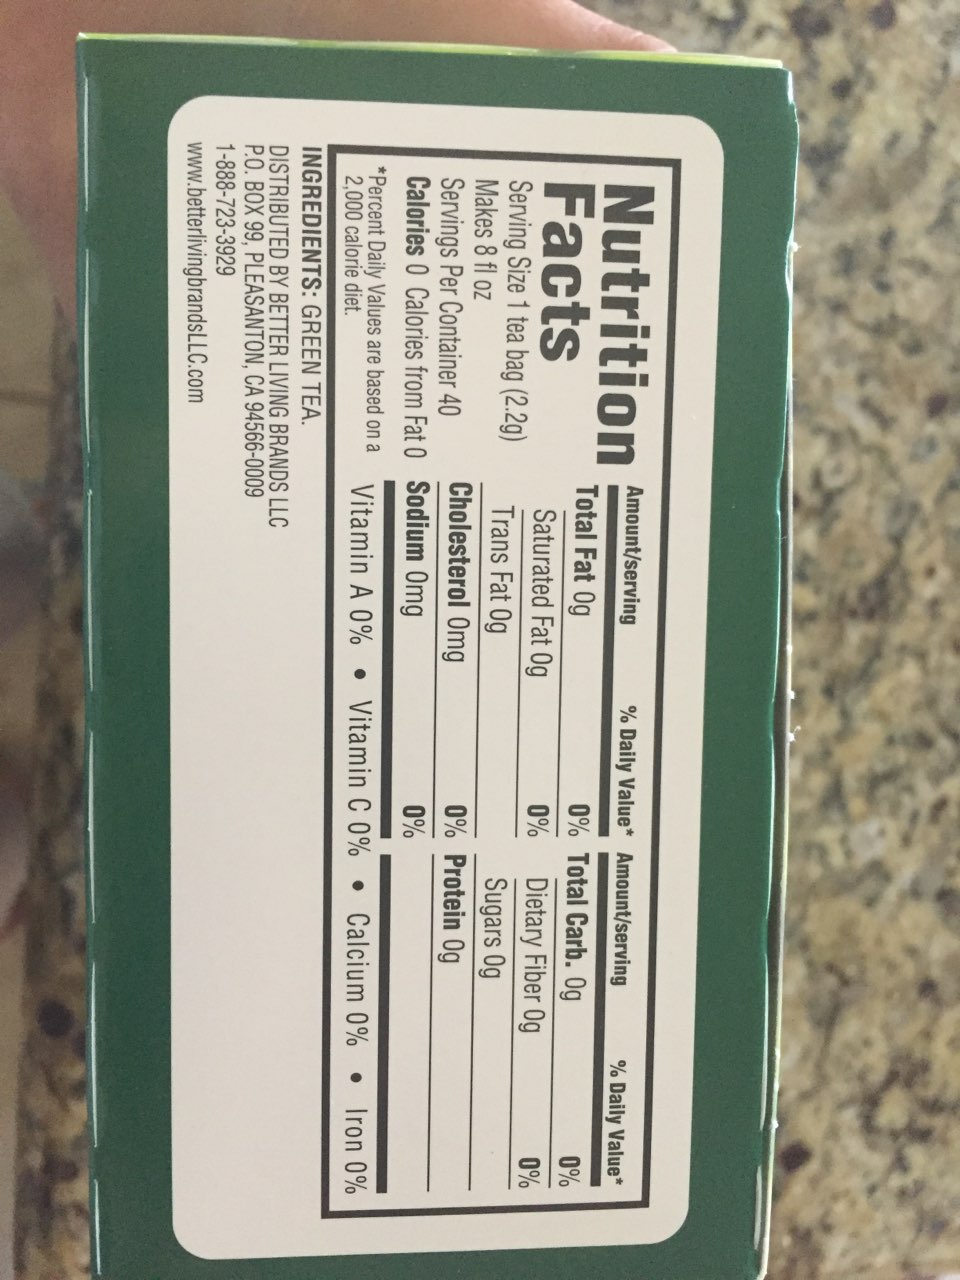 Nutrition
Facts
Serving Size 1 tea bag (2.2g)
Makes 8 fl oz
Servings Per Container 40
Calories 0 Calories from Fat 0
*Percent Daily Values are based on a
2,000 calorie diet.
Amount/serving % Daily Value*
Total Fat 0g 0%
Saturated Fat 0g 0%
Trans Fat 0g
Cholesterol 0mg 0%
Sodium 0mg 0%
Amount/serving % Daily Value*
Total Carb. 0g 0%
Dietary Fiber 0g 0%
Sugars 0g
Protein 0g
Vitamin A 0% • Vitamin C 0% • Calcium 0% • Iron 0%
INGREDIENTS: GREEN TEA.
DISTRIBUTED BY BETTER LIVING BRANDS LLC
P.O. BOX 99, PLEASANTON, CA 94566-0009
1-888-723-3929
www.betterlivingbrandsLLC.com